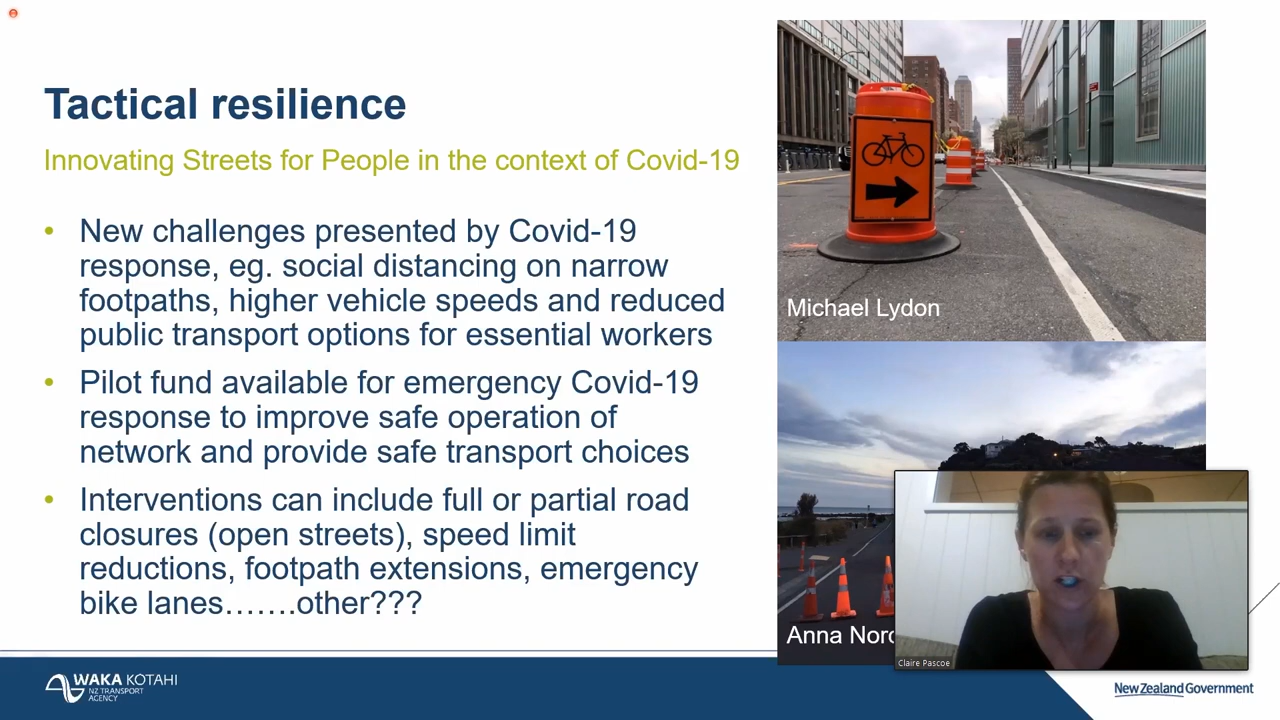 Tactical resilience
Innovating Streets for People in the context of Covid-19
• New challenges presented by Covid-19
response, eg. social distancing on narrow
footpaths, higher vehicle speeds and reduced
public transport options for essential workers
• Pilot fund available for emergency Covid-19
response to improve safe operation of
network and provide safe transport choices
• Interventions can include full or partial road
closures (open streets), speed limit
reductions, footpath extensions, emergency
bike lanes…….other???
Michael Lydon
Anna
Claire Pascoe
WAKA KOTAHI
NZ TRANSPORT
AGENCY
New Zealand Government